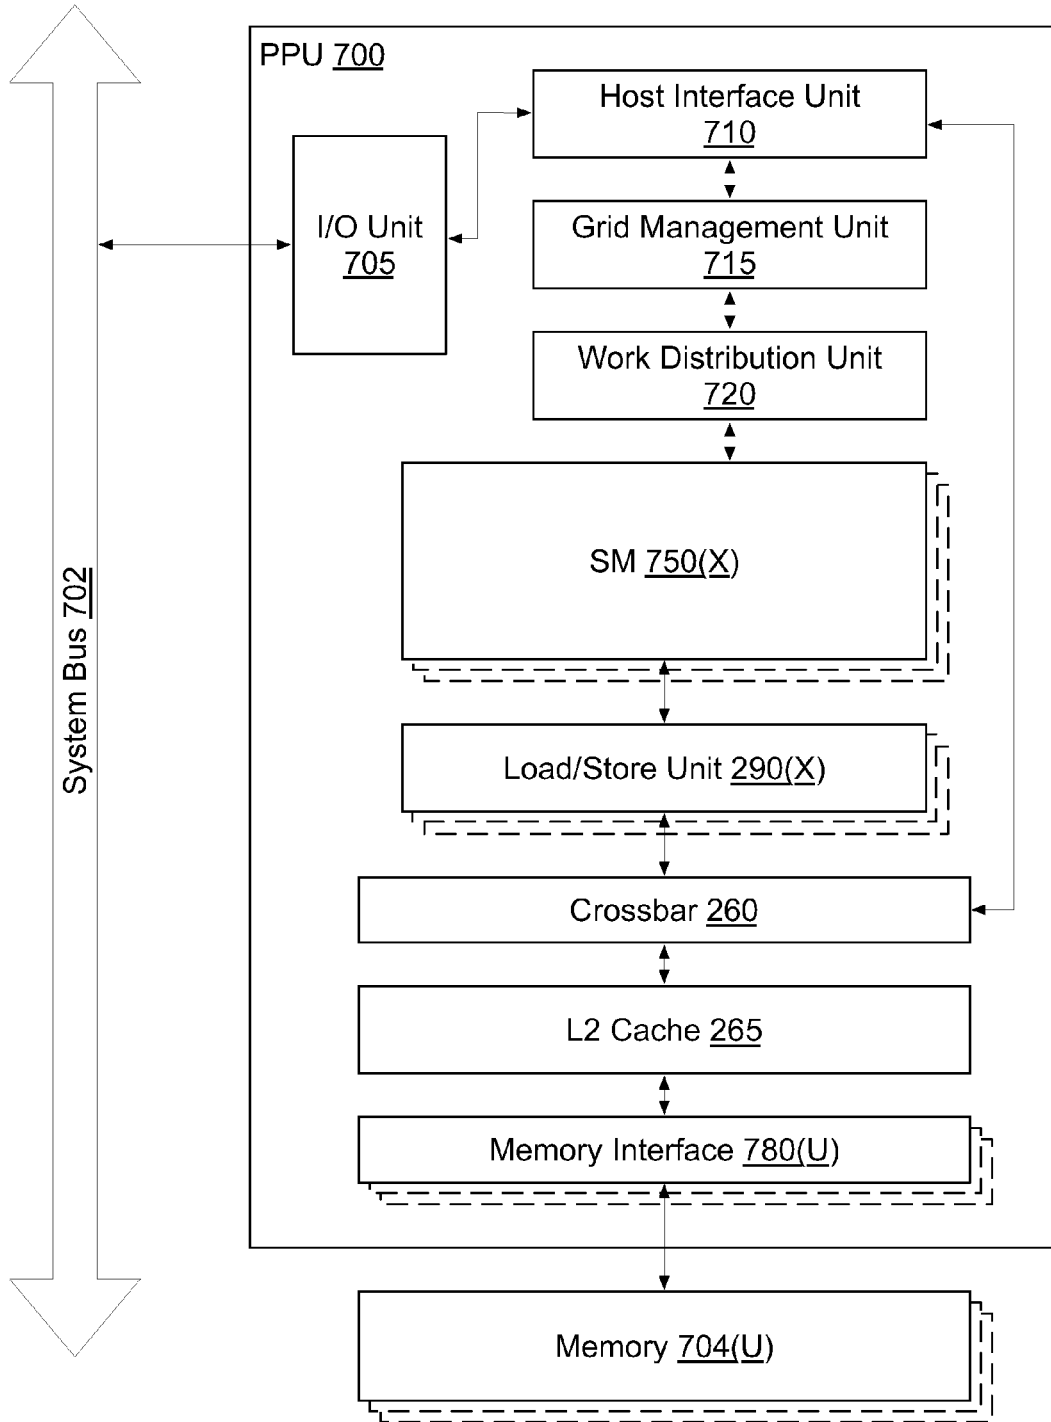 PPU 700
Host Interface Unit
710
I/O Unit
705
Grid Management Unit
715
Work Distribution Unit
720
SM 750(X)
System Bus 702
Load/Store Unit 290(X)
Crossbar 260
L2 Cache 265
Memory Interface 780(U)
Memory 704(U)